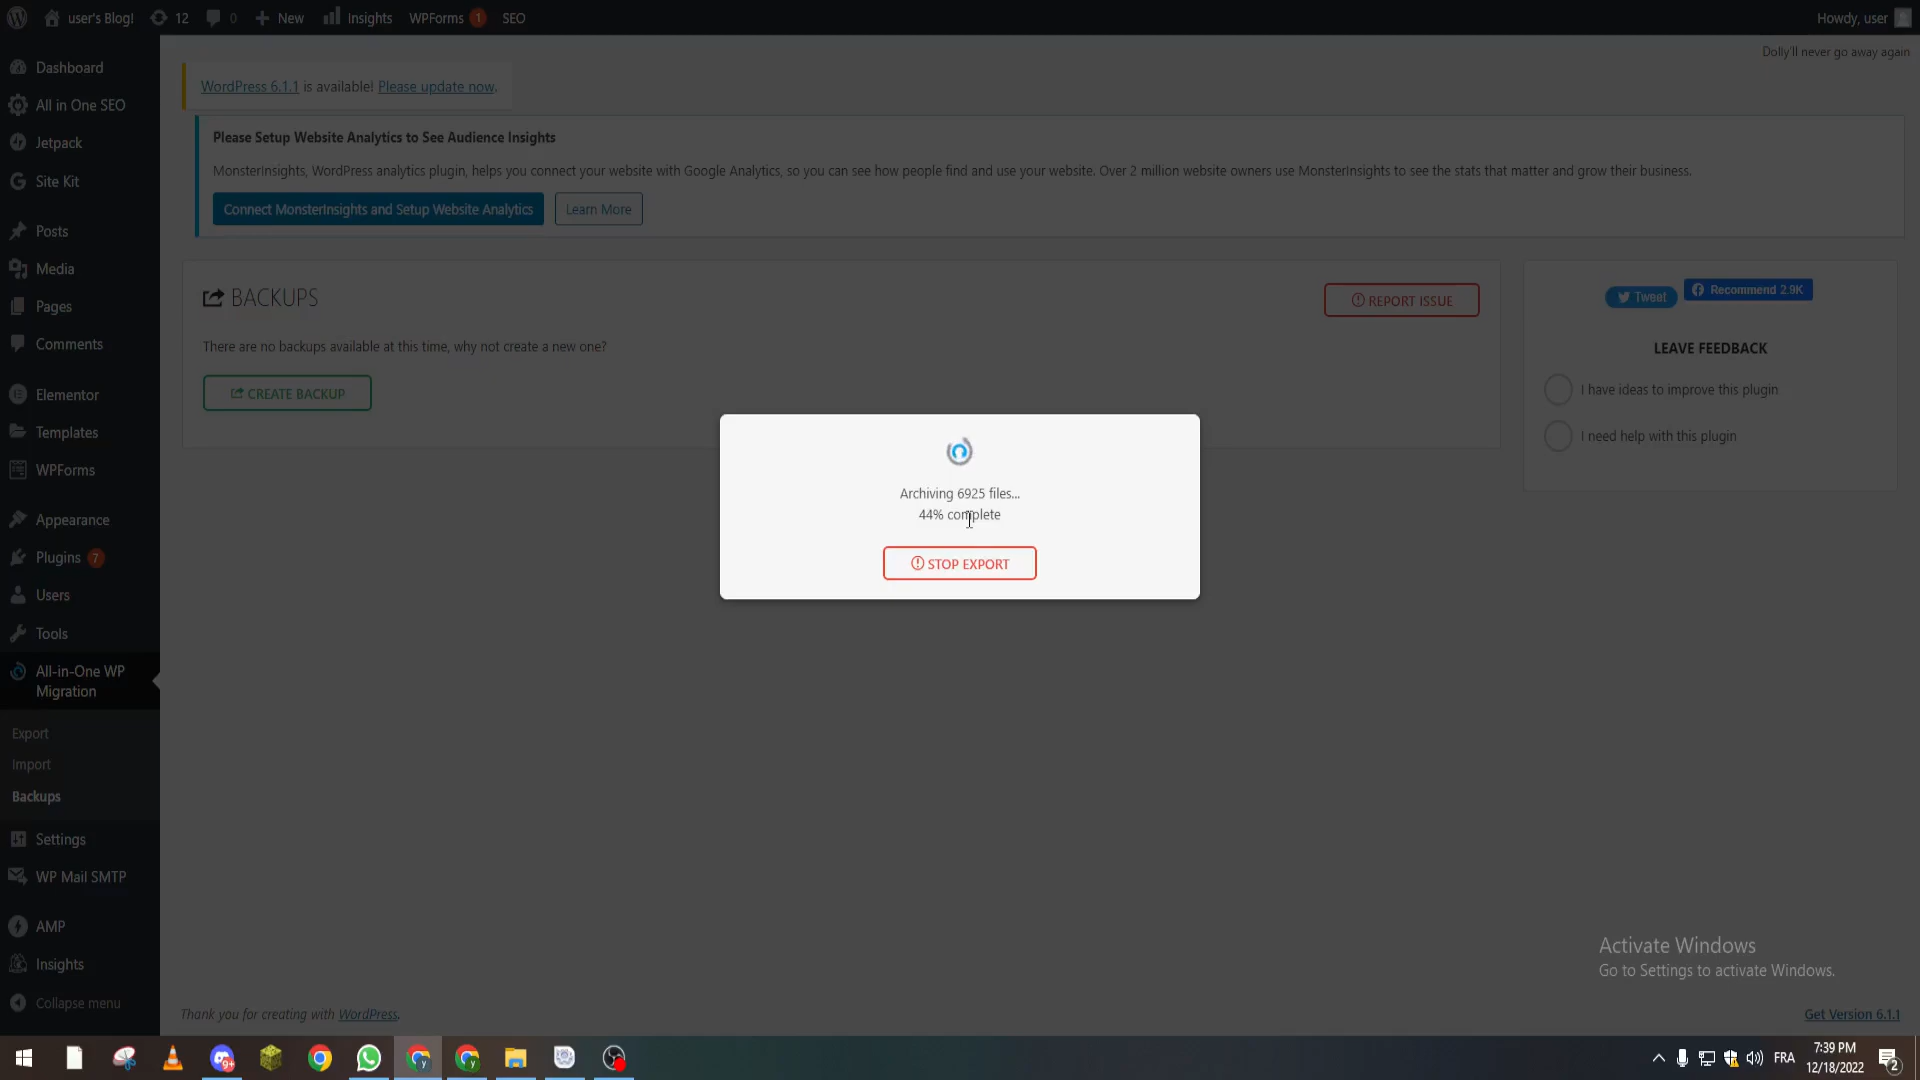 user's Blog!
12
0
New
Insights
WPForms 1
SEO
Howdy, user
Dolly'll never go away again
Dashboard
All in One SEO
Jetpack
Site Kit
Posts
Media
Pages
Comments
Elementor
Templates
WPForms
Appearance
Plugins 7
Users
Tools
All-in-One WP
Migration
Export
Import
Backups
Settings
WP Mail SMTP
AMP
Insights
Collapse menu
WordPress 6.1.1 is available! Please update now.
Please Setup Website Analytics to See Audience Insights
MonsterInsights, WordPress analytics plugin, helps you connect your website with Google Analytics, so you can see how people find and use your website. Over 2 million website owners use MonsterInsights to see the stats that matter and grow their business.
Connect MonsterInsights and Setup Website Analytics
Learn More
BACKUPS
REPORT ISSUE
There are no backups available at this time, why not create a new one?
CREATE BACKUP
Tweet
Recommend 2.9K
LEAVE FEEDBACK
I have ideas to improve this plugin
I need help with this plugin
Archiving 6925 files...
44% complete
STOP EXPORT
Activate Windows
Go to Settings to activate Windows.
Thank you for creating with WordPress.
Get Version 6.1.1
9+
FRA
7:39 PM
12/18/2022
2